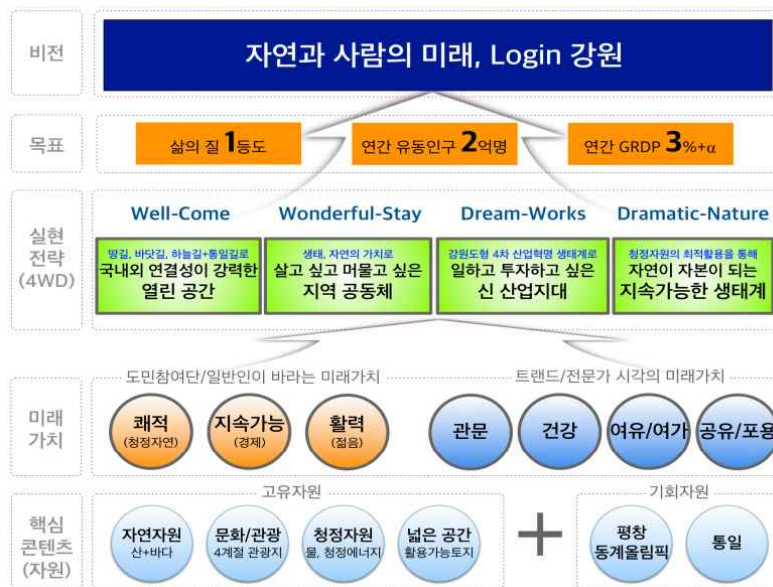 비전
자연과 사람의 미래, Login 강원
목표
삶의 질 1등도
연간 유동인구 2억명
연간 GRDP 3%+α
실현
전략
(4WD)
Well-Come
땅길, 바닷길, 하늘길+통일길로
국내외 연결성이 강력한
열린 공간
Wonderful-Stay
생태, 자연의 가치로
살고 싶고 머물고 싶은
지역 공동체
Dream-Works
강원도형 4차 산업혁명 생태계로
일하고 투자하고 싶은
신 산업지대
Dramatic-Nature
청정자원의 최적활용을 통해
자연이 자본이 되는
지속가능한 생태계
미래
가치
도민참여단/일반인이 바라는 미래가치
쾌적
(청정자연)
지속가능
(경제)
활력
(젊음)
트랜드/전문가 시각의 미래가치
관문
건강
여유/여가
공유/포용
핵심
콘텐츠
(자원)
고유자원
자연자원
산+바다
문화/관광
4계절 관광지
청정자원
물, 청정에너지
넓은 공간
활용가능토지
+
기회자원
평창
동계올림픽
통일